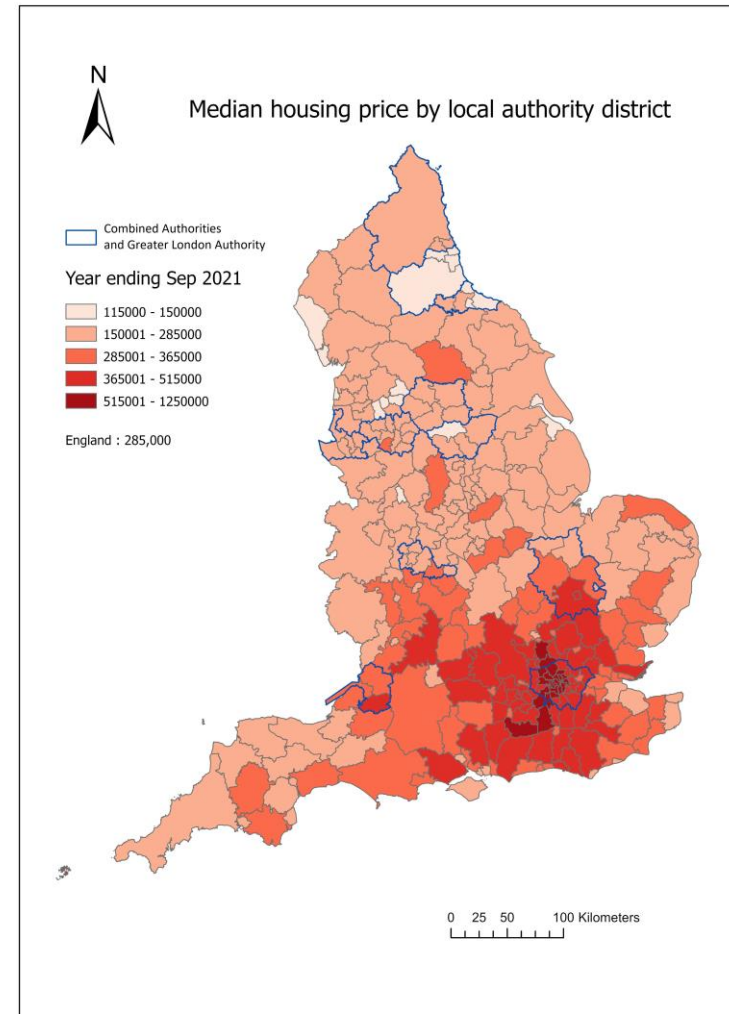 N
Median housing price by local authority district
Combined Authorities
and Greater London Authority
Year ending Sep 2021
115000 - 150000
150001 - 285000
285001 - 365000
365001 - 515000
515001 - 1250000
England : 285,000
0 25 50 100 Kilometers